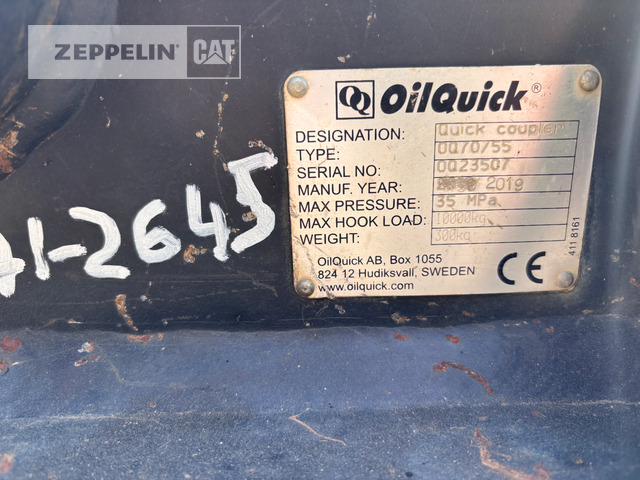 ZEPPELIN CAT
OilQuick®
DESIGNATION: Quick coupler
TYPE: OQ70/55
SERIAL NO: OQ23507
MANUF. YEAR: 2019
MAX PRESSURE: 35 MPa
MAX HOOK LOAD: 10000kg
WEIGHT: 300kg
OilQuick AB, Box 1055
824 12 Hudiksvall, SWEDEN
www.oilquick.com
CE
411 8161
1-2645